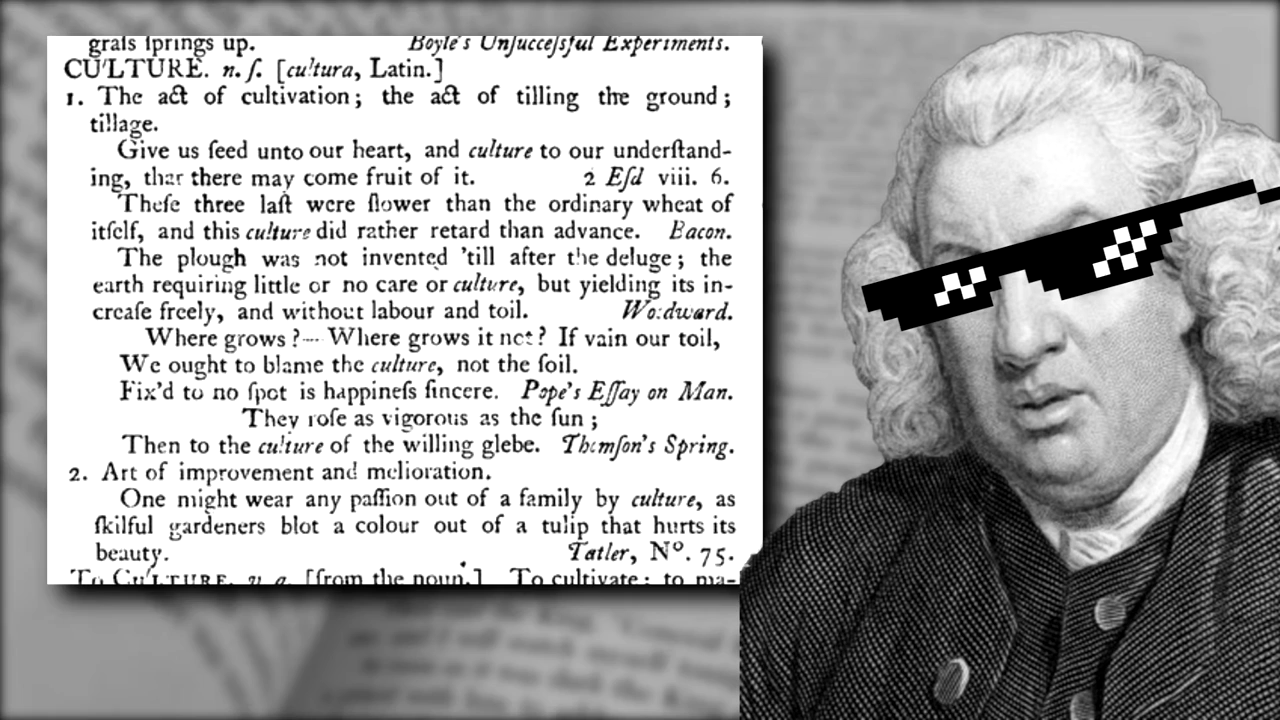 graſs ſprings up. Boyle's Unſucceſsful Experiments.
CU'LTURE. n. ſ. [cultura, Latin.]
1. The act of cultivation; the act of tilling the ground;
tillage.
Give us ſeed unto our heart, and culture to our underſtand-
ing, that there may come fruit of it. 2 Eſd viii. 6.
Theſe three laſt were ſlower than the ordinary wheat of
itſelf, and this culture did rather retard than advance. Bacon.
The plough was not invented 'till after the deluge; the
earth requiring little or no care or culture, but yielding its in-
creaſe freely, and without labour and toil. Woodward.
Where grows?---Where grows it not? If vain our toil,
We ought to blame the culture, not the ſoil.
Fix'd to no ſpot is happineſs ſincere. Pope's Eſſay on Man.
They roſe as vigorous as the ſun;
Then to the culture of the willing glebe. Thomſon's Spring.
2. Art of improvement and melioration.
One might wear any paſſion out of a family by culture, as
ſkilful gardeners blot a colour out of a tulip that hurts its
beauty. Tatler, N°. 75.
To CU'LTURE. v. a. [from the noun.] To cultivate; to ma-